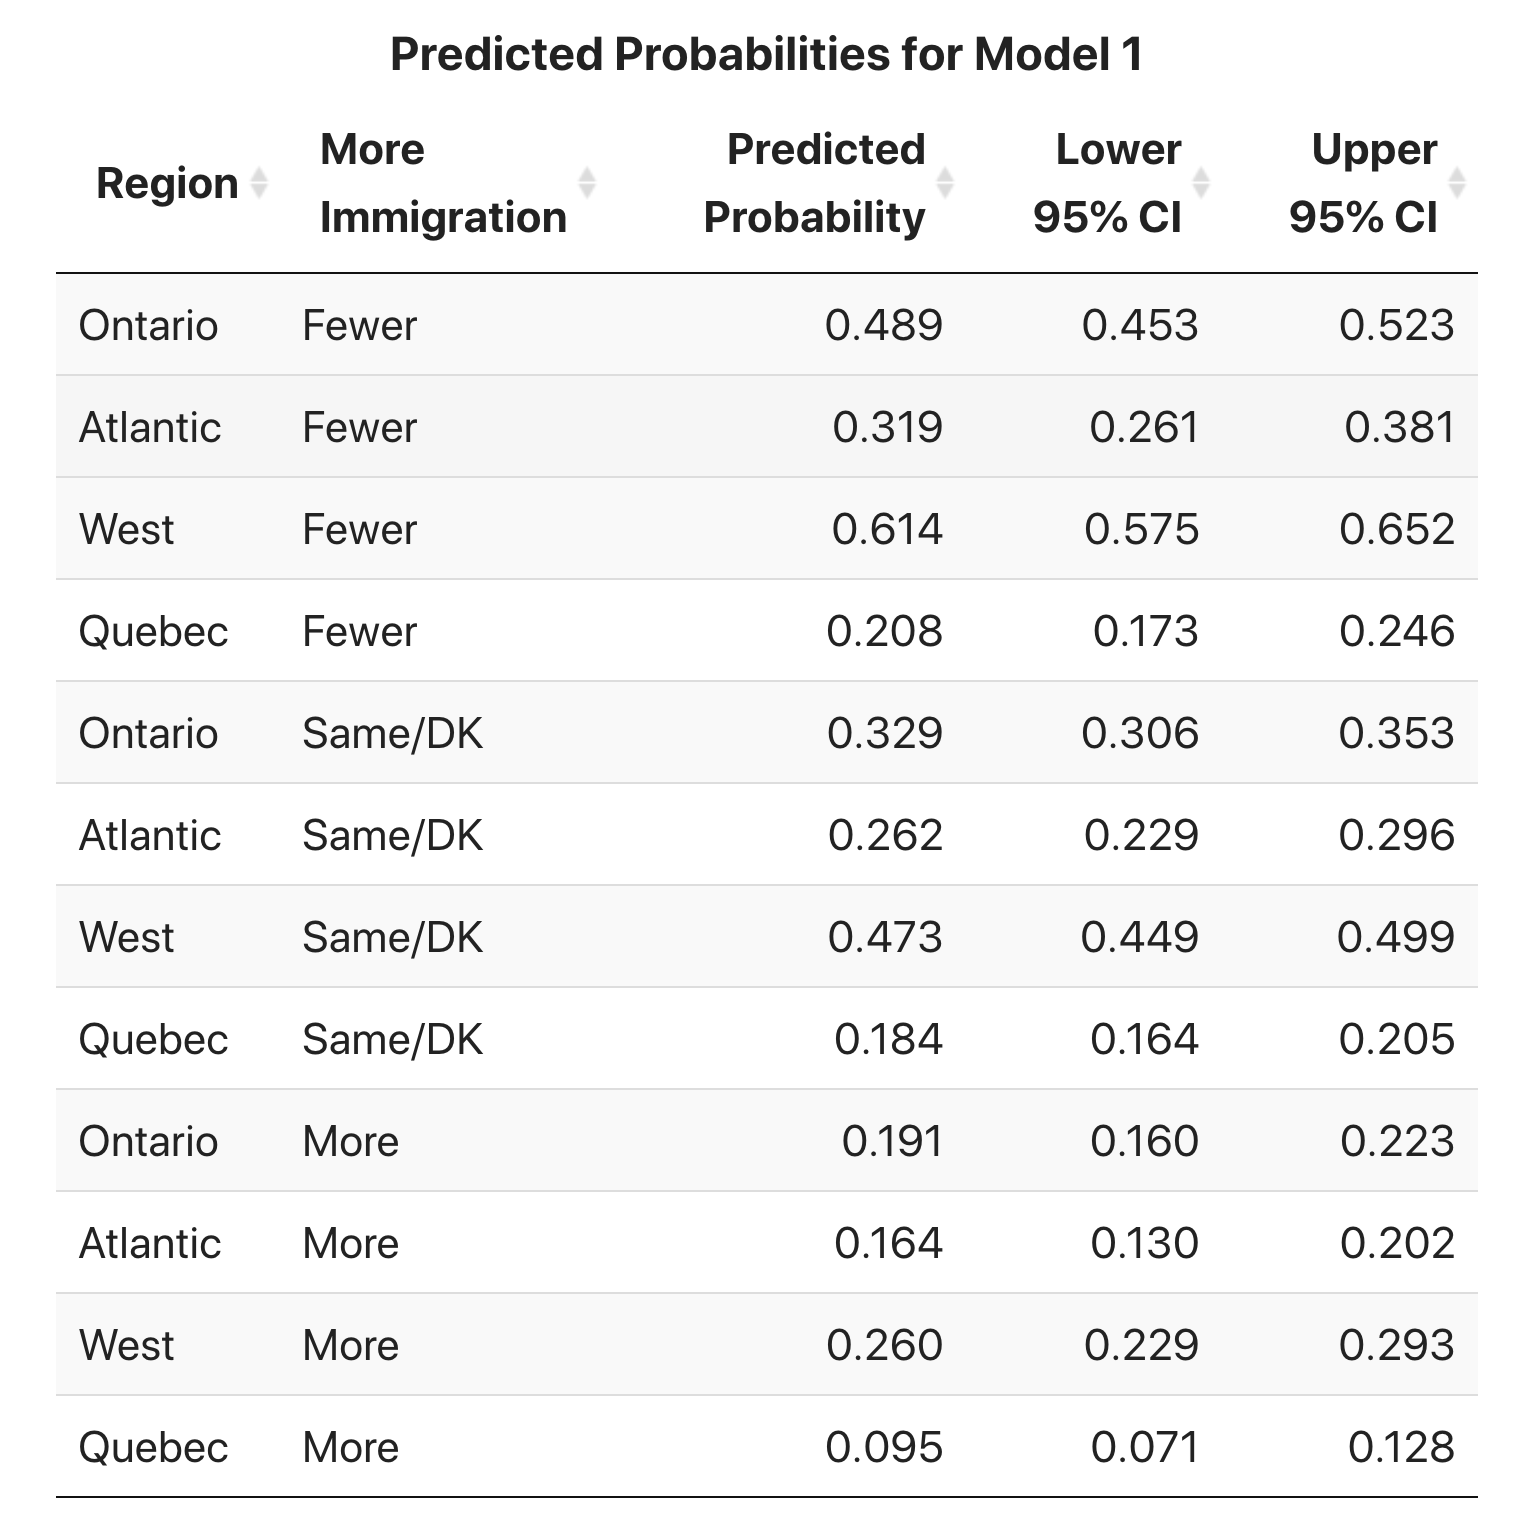 Predicted Probabilities for Model 1
Region More Immigration Predicted Probability Lower 95% CI Upper 95% CI
Ontario Fewer 0.489 0.453 0.523
Atlantic Fewer 0.319 0.261 0.381
West Fewer 0.614 0.575 0.652
Quebec Fewer 0.208 0.173 0.246
Ontario Same/DK 0.329 0.306 0.353
Atlantic Same/DK 0.262 0.229 0.296
West Same/DK 0.473 0.449 0.499
Quebec Same/DK 0.184 0.164 0.205
Ontario More 0.191 0.160 0.223
Atlantic More 0.164 0.130 0.202
West More 0.260 0.229 0.293
Quebec More 0.095 0.071 0.128